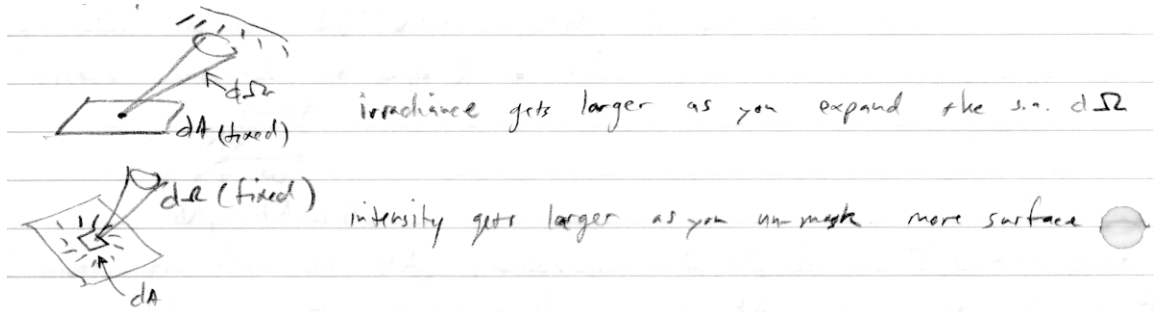 dΩ
irradiance gets larger as you expand the s.a. dΩ
dA (fixed)
dΩ (fixed)
intensity gets larger as you un-mask more surface
dA